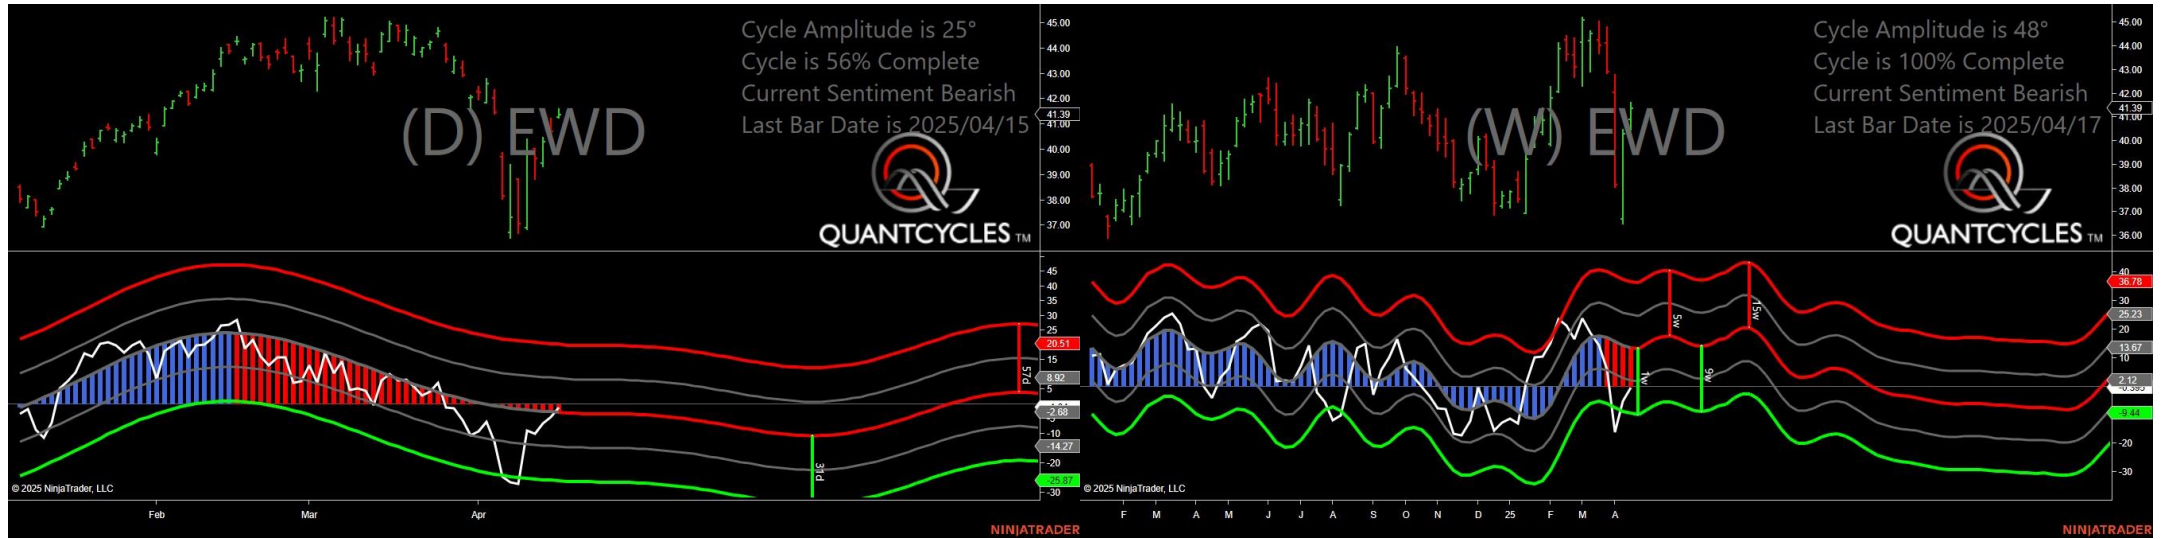 Cycle Amplitude is 25°
Cycle is 56% Complete
Current Sentiment Bearish
Last Bar Date is 2025/04/15
(D) EWD
QUANTCYCLES TM
45.00
44.00
43.00
42.00
41.39
41.00
40.00
39.00
38.00
37.00
45
40
35
30
25
20.51
15
8.92
5
-2.68
-10
-14.27
-20
-25.87
-30
57d
31d
© 2025 NinjaTrader, LLC
Feb Mar Apr
NINJATRADER
Cycle Amplitude is 48°
Cycle is 100% Complete
Current Sentiment Bearish
Last Bar Date is 2025/04/17
(W) EWD
QUANTCYCLES TM
45.00
44.00
43.00
42.00
41.39
41.00
40.00
39.00
38.00
37.00
36.00
40
36.78
30
25.23
20
13.67
10
2.12
-0.395
-9.44
-20
-30
5w
15w
1w
9w
© 2025 NinjaTrader, LLC
F M A M J J A S O N D 25 F M A
NINJATRADER